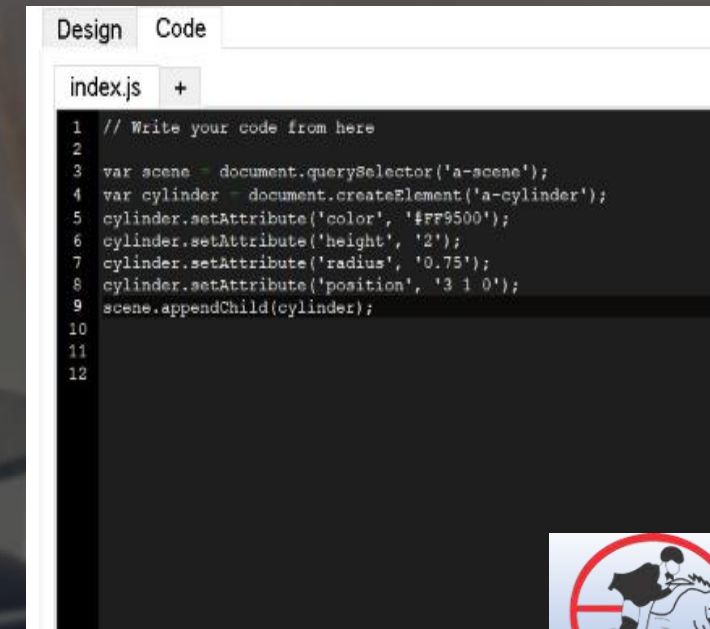 Design Code
index.js +
1 // Write your code from here
2
3 var scene = document.querySelector('a-scene');
4 var cylinder = document.createElement('a-cylinder');
5 cylinder.setAttribute('color', '#FF9500');
6 cylinder.setAttribute('height', '2');
7 cylinder.setAttribute('radius', '0.75');
8 cylinder.setAttribute('position', '3 1 0');
9 scene.appendChild(cylinder);
10
11
12